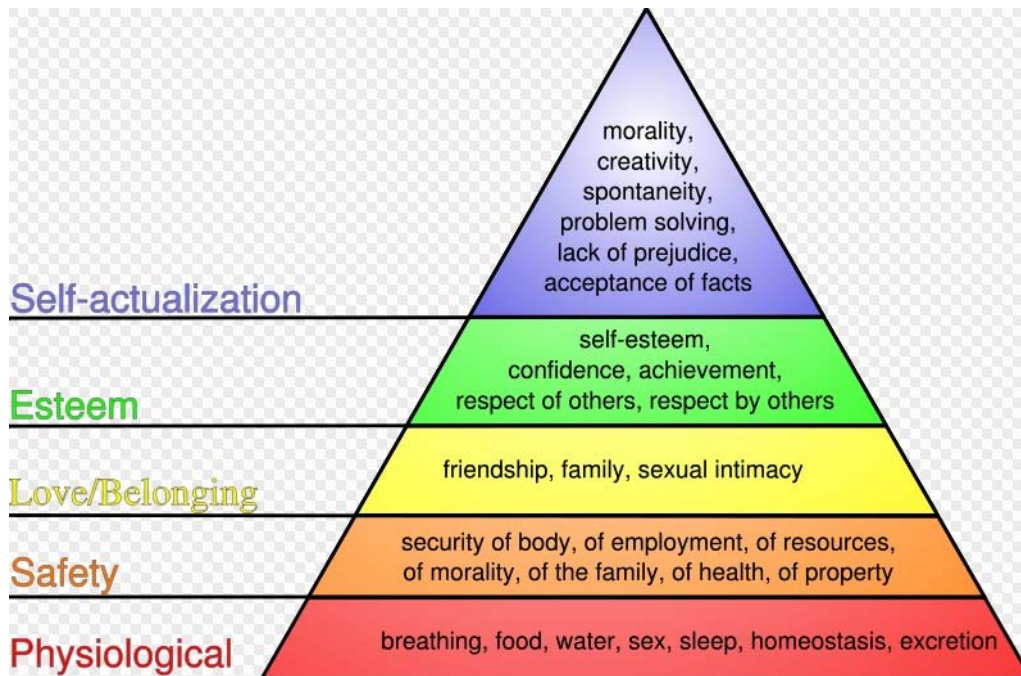 morality,
creativity,
spontaneity,
problem solving,
lack of prejudice,
acceptance of facts
Self-actualization
self-esteem,
confidence, achievement,
respect of others, respect by others
Esteem
friendship, family, sexual intimacy
Love/Belonging
security of body, of employment, of resources,
of morality, of the family, of health, of property
Safety
breathing, food, water, sex, sleep, homeostasis, excretion
Physiological